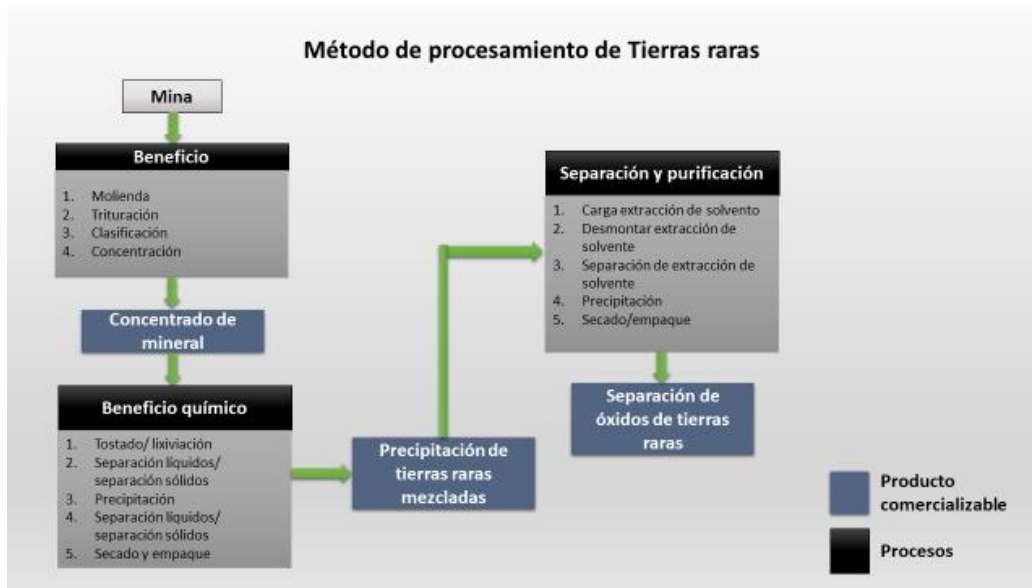 Método de procesamiento de Tierras raras
Mina
Beneficio
1. Molienda
2. Trituración
3. Clasificación
4. Concentración
Concentrado de
mineral
Beneficio químico
1. Tostado/ lixiviación
2. Separación líquidos/
separación sólidos
3. Precipitación
4. Separación líquidos/
separación sólidos
5. Secado y empaque
Precipitación de
tierras raras
mezcladas
Separación y purificación
1. Carga extracción de solvento
2. Desmontar extracción de
solvente
3. Separación de extracción de
solvente
4. Precipitación
5. Secado/empaque
Separación de
óxidos de tierras
raras
Producto
comercializable
Procesos